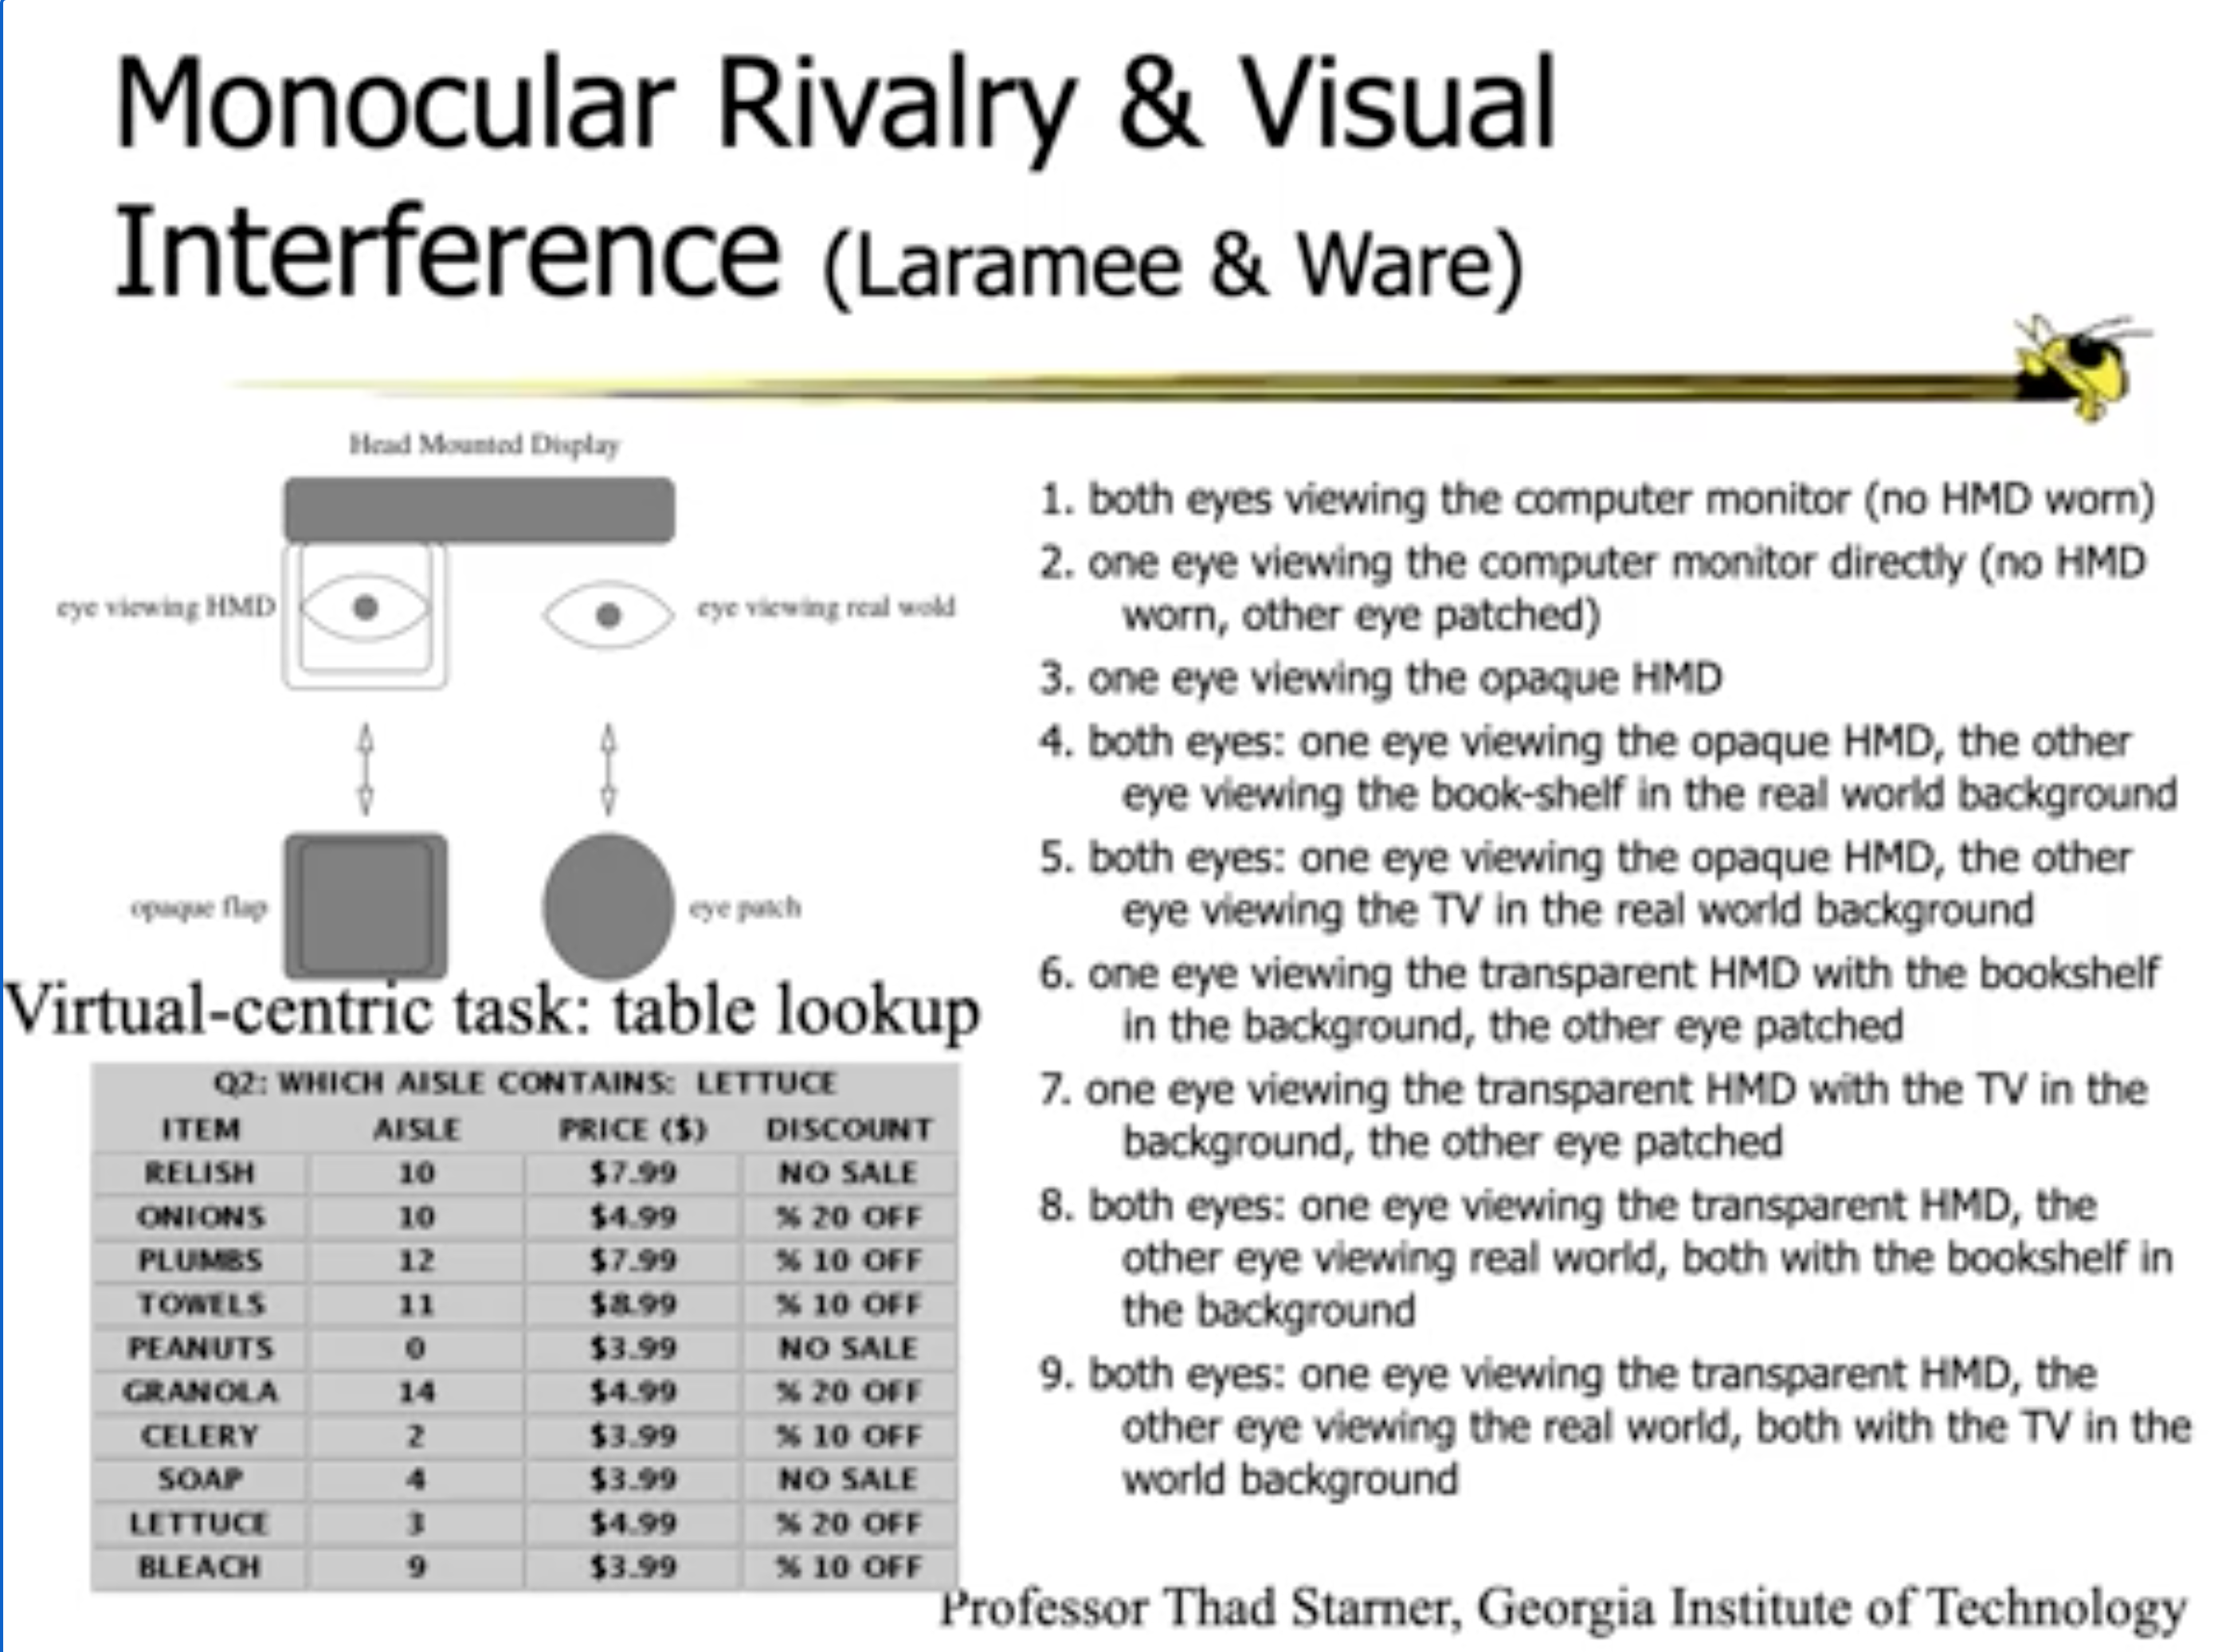 Monocular Rivalry & Visual
Interference (Laramee & Ware)
Head Mounted Display
eye viewing HMD
eye viewing real wold
opaque flap
eye patch
Virtual-centric task: table lookup
Q2: WHICH AISLE CONTAINS: LETTUCE
ITEM AISLE PRICE ($) DISCOUNT
RELISH 10 $7.99 NO SALE
ONIONS 10 $4.99 % 20 OFF
PLUMBS 12 $7.99 % 10 OFF
TOWELS 11 $8.99 % 10 OFF
PEANUTS 0 $3.99 NO SALE
GRANOLA 14 $4.99 % 20 OFF
CELERY 2 $3.99 % 10 OFF
SOAP 4 $3.99 NO SALE
LETTUCE 3 $4.99 % 20 OFF
BLEACH 9 $3.99 % 10 OFF
1. both eyes viewing the computer monitor (no HMD worn)
2. one eye viewing the computer monitor directly (no HMD
worn, other eye patched)
3. one eye viewing the opaque HMD
4. both eyes: one eye viewing the opaque HMD, the other
eye viewing the book-shelf in the real world background
5. both eyes: one eye viewing the opaque HMD, the other
eye viewing the TV in the real world background
6. one eye viewing the transparent HMD with the bookshelf
in the background, the other eye patched
7. one eye viewing the transparent HMD with the TV in the
background, the other eye patched
8. both eyes: one eye viewing the transparent HMD, the
other eye viewing real world, both with the bookshelf in
the background
9. both eyes: one eye viewing the transparent HMD, the
other eye viewing the real world, both with the TV in the
world background
Professor Thad Starner, Georgia Institute of Technology